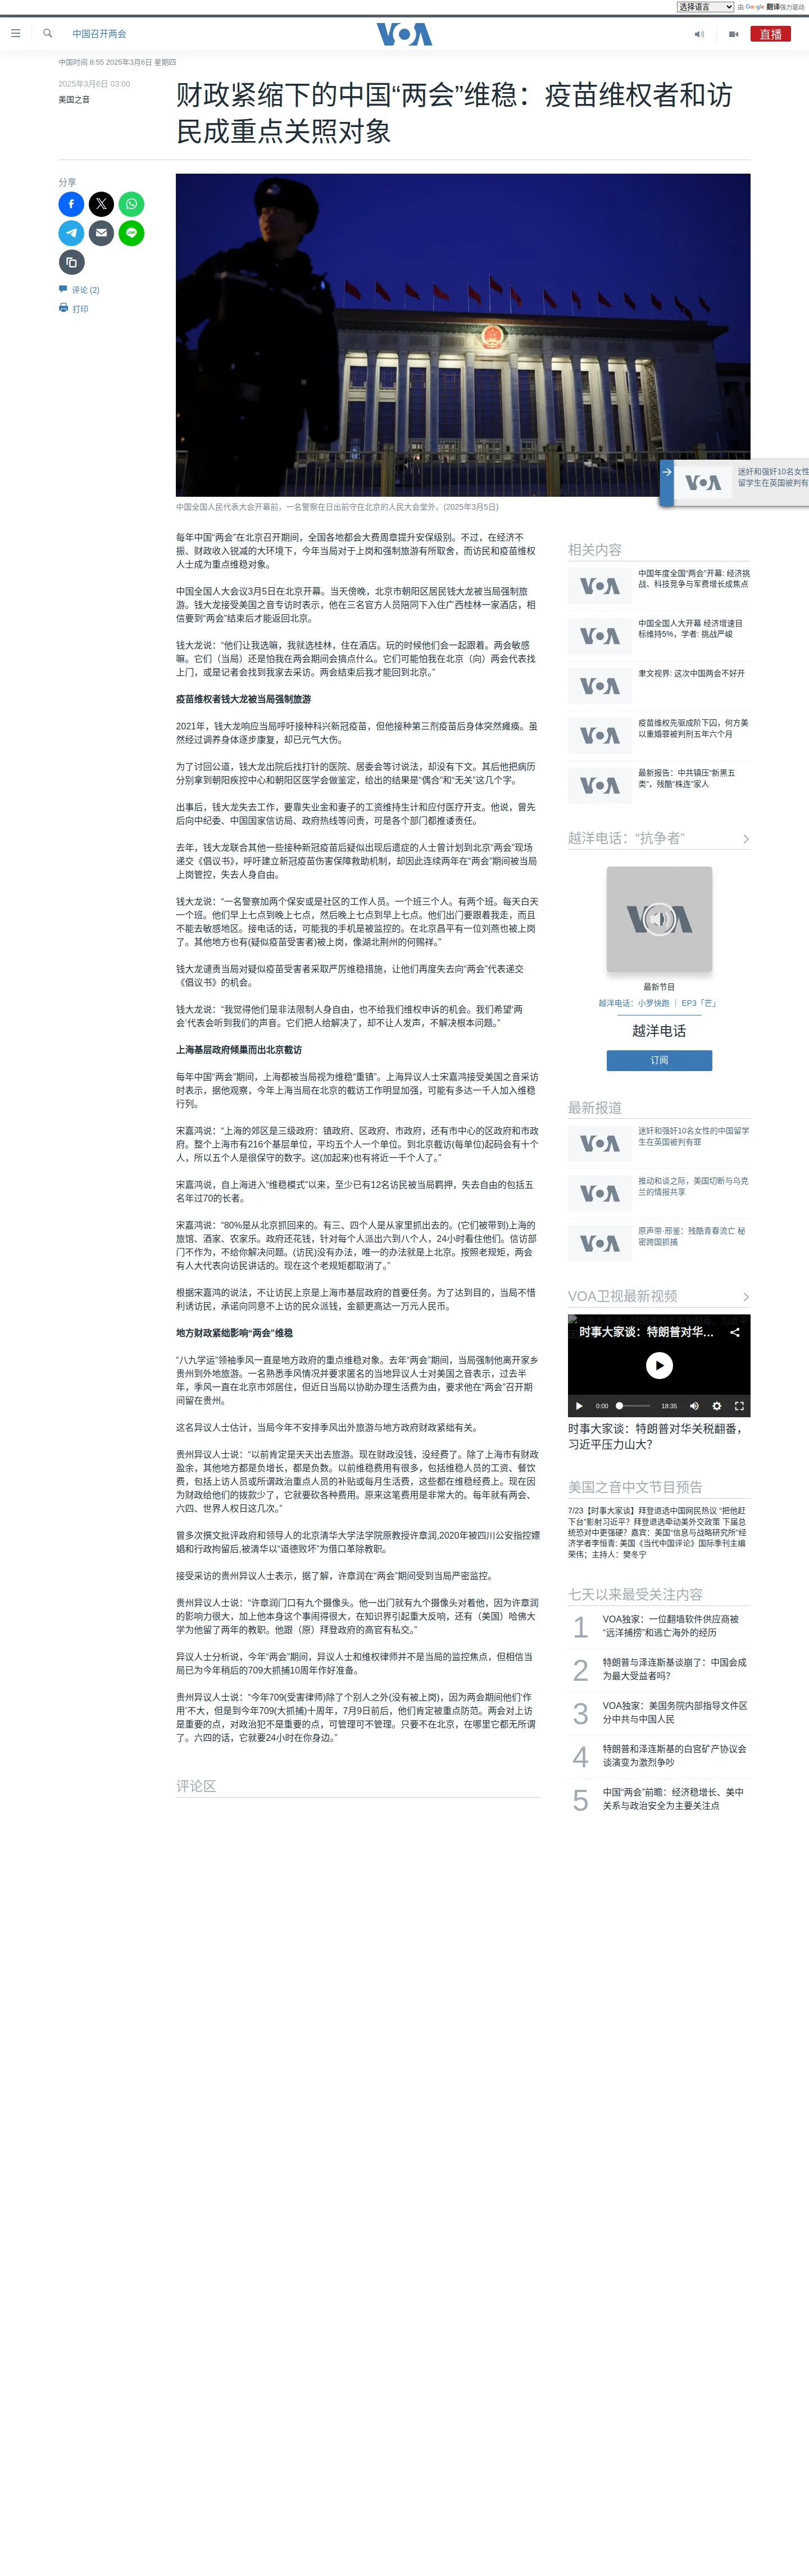 选择语言 由 Google 翻译强力驱动
中国召开两会
VOA
直播
中国时间 8:55 2025年3月6日 星期四
2025年3月6日 03:00
美国之音
财政紧缩下的中国“两会”维稳：疫苗维权者和访
民成重点关照对象
分享
评论 (2)
打印
中国全国人民代表大会开幕前，一名警察在日出前守在北京的人民大会堂外。(2025年3月5日)
迷奸和强奸10名女性
留学生在英国被判有
每年中国“两会”在北京召开期间，全国各地都会大费周章提升安保级别。不过，在经济不
振、财政收入锐减的大环境下，今年当局对于上岗和强制旅游有所取舍，而访民和疫苗维权
人士成为重点维稳对象。
中国全国人大会议3月5日在北京开幕。当天傍晚，北京市朝阳区居民钱大龙被当局强制旅
游。钱大龙接受美国之音专访时表示，他在三名官方人员陪同下入住广西桂林一家酒店，相
信要到“两会”结束后才能返回北京。
钱大龙说：“他们让我选嘛，我就选桂林，住在酒店。玩的时候他们会一起跟着。两会敏感
嘛。它们（当局）还是怕我在两会期间会搞点什么。它们可能怕我在北京（向）两会代表找
上门，或是记者会找到我家去采访。两会结束后我才能回到北京。”
疫苗维权者钱大龙被当局强制旅游
2021年，钱大龙响应当局呼吁接种科兴新冠疫苗，但他接种第三剂疫苗后身体突然瘫痪。虽
然经过调养身体逐步康复，却已元气大伤。
为了讨回公道，钱大龙出院后找打针的医院、居委会等讨说法，却没有下文。其后他把病历
分别拿到朝阳疾控中心和朝阳区医学会做鉴定，给出的结果是“偶合”和“无关”这几个字。
出事后，钱大龙失去工作，要靠失业金和妻子的工资维持生计和应付医疗开支。他说，曾先
后向中纪委、中国国家信访局、政府热线等问责，可是各个部门都推诿责任。
去年，钱大龙联合其他一些接种新冠疫苗后疑似出现后遗症的人士曾计划到北京“两会”现场
递交《倡议书》，呼吁建立新冠疫苗伤害保障救助机制，却因此连续两年在“两会”期间被当局
上岗管控，失去人身自由。
钱大龙说：“一名警察加两个保安或是社区的工作人员。一个班三个人。有两个班。每天白天
一个班。他们早上七点到晚上七点，然后晚上七点到早上七点。他们出门要跟着我走，而且
不能去敏感地区。接电话的话，可能我的手机是被监控的。在北京昌平有一位刘燕也被上岗
了。其他地方也有(疑似疫苗受害者)被上岗，像湖北荆州的何赐祥。”
钱大龙谴责当局对疑似疫苗受害者采取严厉维稳措施，让他们再度失去向“两会”代表递交
《倡议书》的机会。
钱大龙说：“我觉得他们是非法限制人身自由，也不给我们维权申诉的机会。我们希望‘两
会’代表会听到我们的声音。它们把人给解决了，却不让人发声，不解决根本问题。”
上海基层政府倾巢而出北京截访
每年中国“两会”期间，上海都被当局视为维稳“重镇”。上海异议人士宋嘉鸿接受美国之音采访
时表示，据他观察，今年上海当局在北京的截访工作明显加强，可能有多达一千人加入维稳
行列。
宋嘉鸿说：“上海的郊区是三级政府：镇政府、区政府、市政府，还有市中心的区政府和市政
府。整个上海市有216个基层单位，平均五个人一个单位。到北京截访(每单位)起码会有十个
人，所以五个人是很保守的数字。这(加起来)也有将近一千个人了。”
宋嘉鸿说，自上海进入“维稳模式”以来，至少已有12名访民被当局羁押，失去自由的包括五
名年过70的老者。
宋嘉鸿说：“80%是从北京抓回来的。有三、四个人是从家里抓出去的。(它们被带到)上海的
旅馆、酒家、农家乐。政府还花钱，针对每个人派出六到八个人，24小时看住他们。信访部
门不作为，不给你解决问题。(访民)没有办法，唯一的办法就是上北京。按照老规矩，两会
有人大代表向访民讲话的。现在这个老规矩都取消了。”
根据宋嘉鸿的说法，不让访民上京是上海市基层政府的首要任务。为了达到目的，当局不惜
利诱访民，承诺向同意不上访的民众派钱，金额更高达一万元人民币。
地方财政紧绌影响“两会”维稳
“八九学运”领袖季风一直是地方政府的重点维稳对象。去年“两会”期间，当局强制他离开家乡
贵州到外地旅游。一名熟悉季风情况并要求匿名的当地异议人士对美国之音表示，过去半
年，季风一直在北京市郊居住，但近日当局以协助办理生活费为由，要求他在“两会”召开期
间留在贵州。
这名异议人士估计，当局今年不安排季风出外旅游与地方政府财政紧绌有关。
贵州异议人士说：“以前肯定是天天出去旅游。现在财政没钱，没经费了。除了上海市有财政
盈余，其他地方都是负增长，都是负数。以前维稳费用有很多，包括维稳人员的工资、餐饮
费，包括上访人员或所谓政治重点人员的补贴或每月生活费，这些都在维稳经费上。现在因
为财政给他们的拨款少了，它就要砍各种费用。原来这笔费用是非常大的。每年就有两会、
六四、世界人权日这几次。”
曾多次撰文批评政府和领导人的北京清华大学法学院原教授许章润,2020年被四川公安指控嫖
娼和行政拘留后,被清华以“道德败坏”为借口革除教职。
接受采访的贵州异议人士表示，据了解，许章润在“两会”期间受到当局严密监控。
贵州异议人士说：“许章润门口有九个摄像头。他一出门就有九个摄像头对着他，因为许章润
的影响力很大，加上他本身这个事闹得很大，在知识界引起重大反响，还有（美国）哈佛大
学为他留了两年的教职。他跟（原）拜登政府的高官有私交。”
异议人士分析说，今年“两会”期间，异议人士和维权律师并不是当局的监控焦点，但相信当
局已为今年稍后的709大抓捕10周年作好准备。
贵州异议人士说：“今年709(受害律师)除了个别人之外(没有被上岗)，因为两会期间他们‘作
用’不大，但是到今年709(大抓捕)十周年，7月9日前后，他们肯定被重点防范。两会对上访
是重要的点，对政治犯不是重要的点，可管理可不管理。只要不在北京，在哪里它都无所谓
了。六四的话，它就要24小时在你身边。”
评论区
相关内容
中国年度全国“两会”开幕: 经济挑
战、科技竞争与军费增长成焦点
中国全国人大开幕 经济增速目
标维持5%，学者: 挑战严峻
聿文视界: 这次中国两会不好开
疫苗维权先驱成阶下囚，何方美
以重婚罪被判刑五年六个月
最新报告：中共镇压“新黑五
类”，残酷“株连”家人
越洋电话：“抗争者”
最新节目
越洋电话：小罗快跑 ｜ EP3「芒」
越洋电话
订阅
最新报道
迷奸和强奸10名女性的中国留学
生在英国被判有罪
推动和谈之际，美国切断与乌克
兰的情报共享
原声带·邢鉴：残酷青春流亡 秘
密跨国抓捕
VOA卫视最新视频
时事大家谈：特朗普对华...
0:00 18:35
时事大家谈：特朗普对华关税翻番，
习近平压力山大？
美国之音中文节目预告
7/23【时事大家谈】拜登退选中国网民热议 “把他赶
下台”影射习近平？拜登退选牵动美外交政策 下届总
统恐对中更强硬？嘉宾：美国“信息与战略研究所”经
济学者李恒青; 美国《当代中国评论》国际季刊主编
荣伟；主持人：樊冬宁
七天以来最受关注内容
1 VOA独家：一位翻墙软件供应商被
“远洋捕捞”和逃亡海外的经历
2 特朗普与泽连斯基谈崩了：中国会成
为最大受益者吗？
3 VOA独家：美国务院内部指导文件区
分中共与中国人民
4 特朗普和泽连斯基的白宫矿产协议会
谈演变为激烈争吵
5 中国“两会”前瞻：经济稳增长、美中
关系与政治安全为主要关注点